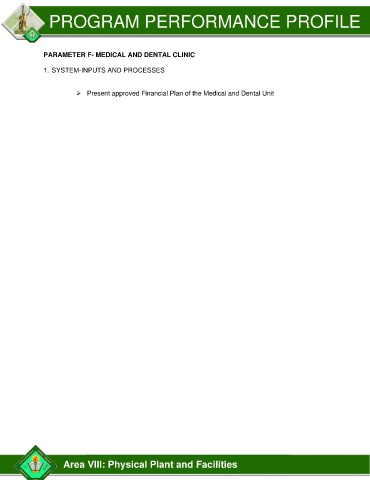 PROGRAM PERFORMANCE PROFILE
PARAMETER F- MEDICAL AND DENTAL CLINIC
1. SYSTEM-INPUTS AND PROCESSES
➢ Present approved Financial Plan of the Medical and Dental Unit
Area VIII: Physical Plant and Facilities